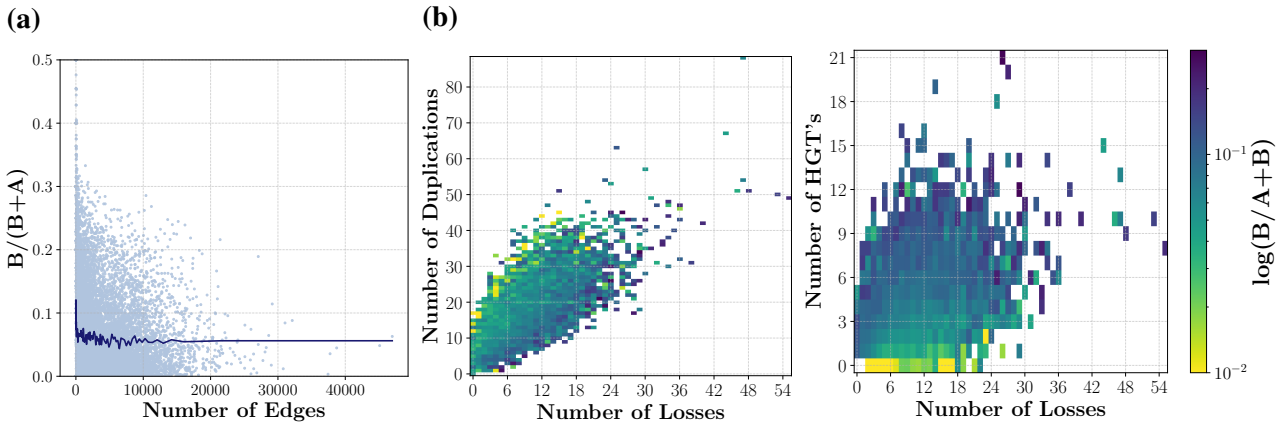 (a)
(b)
0.5
0.4
0.3
0.2
0.1
0.0
B/(B+A)
0 10000 20000 30000 40000
Number of Edges
80
70
60
50
40
30
20
10
0
Number of Duplications
0 6 12 18 24 30 36 42 48 54
Number of Losses
21
18
15
12
9
6
3
0
Number of HGT's
0 6 12 18 24 30 36 42 48 54
Number of Losses
10⁻¹
10⁻²
log(B/A+B)